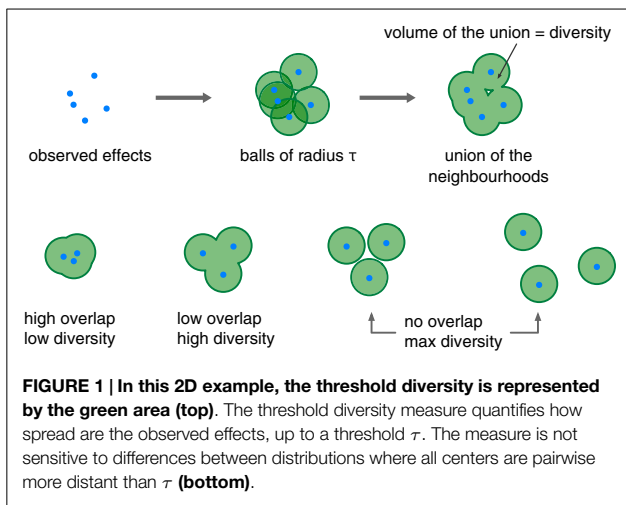 volume of the union = diversity
observed effects
balls of radius τ
union of the
neighbourhoods
high overlap
low diversity
low overlap
high diversity
no overlap
max diversity
FIGURE 1 | In this 2D example, the threshold diversity is represented
by the green area (top). The threshold diversity measure quantifies how
spread are the observed effects, up to a threshold τ. The measure is not
sensitive to differences between distributions where all centers are pairwise
more distant than τ (bottom).